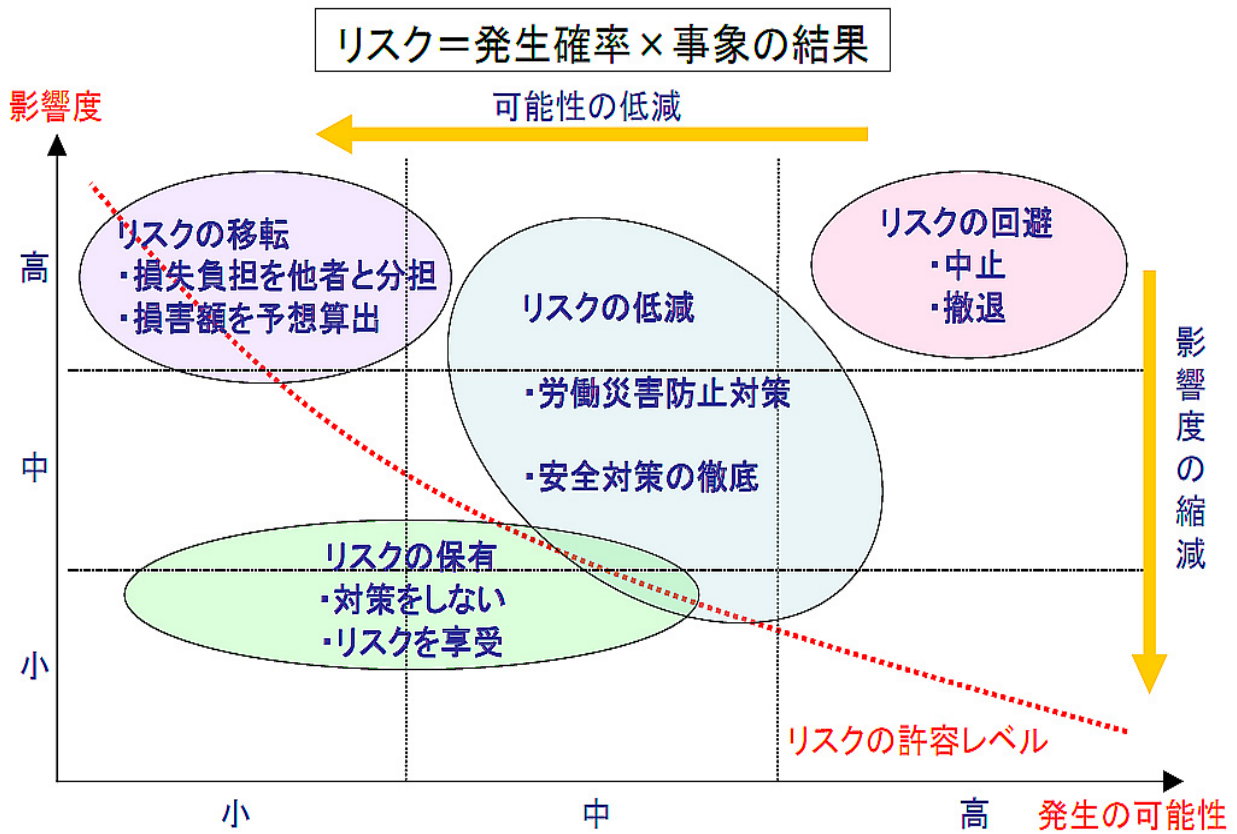 リスク＝発生確率×事象の結果
影響度
可能性の低減
リスクの移転
・損失負担を他者と分担
・損害額を予想算出
リスクの回避
・中止
・撤退
リスクの低減
・労働災害防止対策
・安全対策の徹底
リスクの保有
・対策をしない
・リスクを享受
高
中
小
影響度の縮減
リスクの許容レベル
小
中
高
発生の可能性